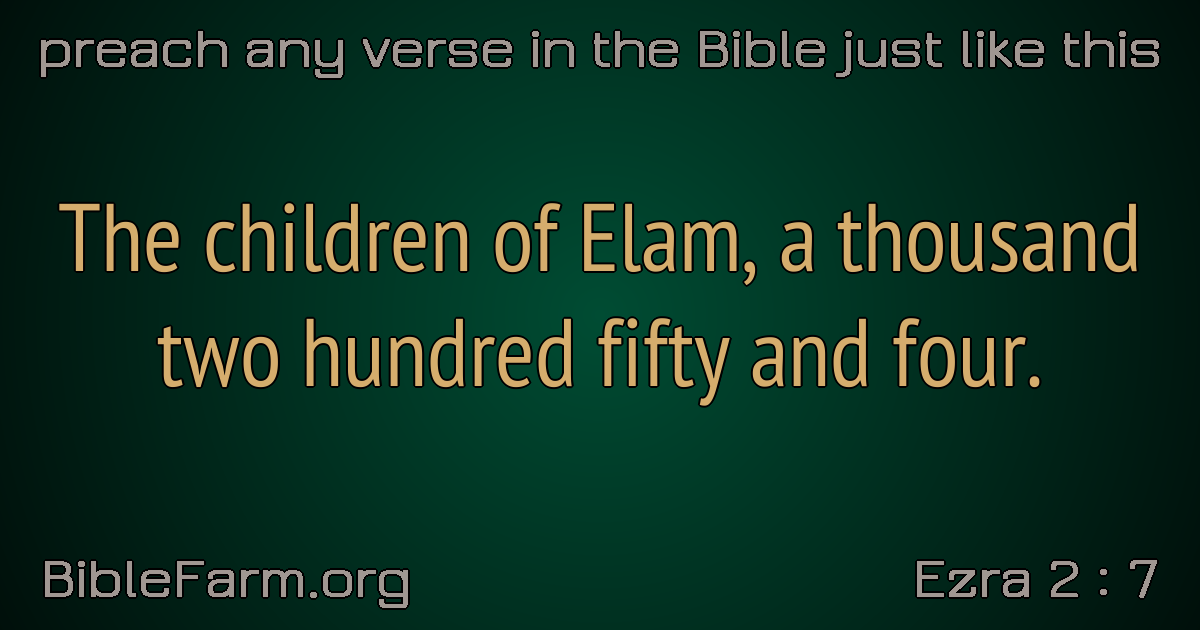 preach any verse in the Bible just like this
The children of Elam, a thousand
two hundred fifty and four.
BibleFarm.org
Ezra 2 : 7